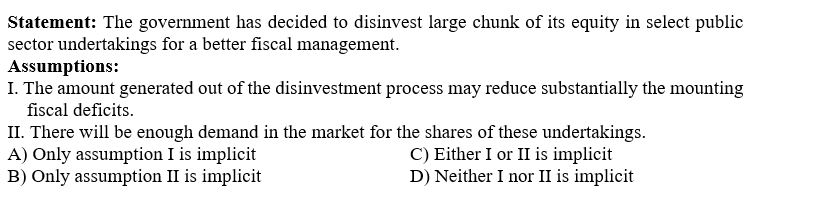 Statement: The government has decided to disinvest large chunk of its equity in select public
sector undertakings for a better fiscal management.
Assumptions:
I. The amount generated out of the disinvestment process may reduce substantially the mounting
fiscal deficits.
II. There will be enough demand in the market for the shares of these undertakings.
A) Only assumption I is implicit C) Either I or II is implicit
B) Only assumption II is implicit D) Neither I nor II is implicit